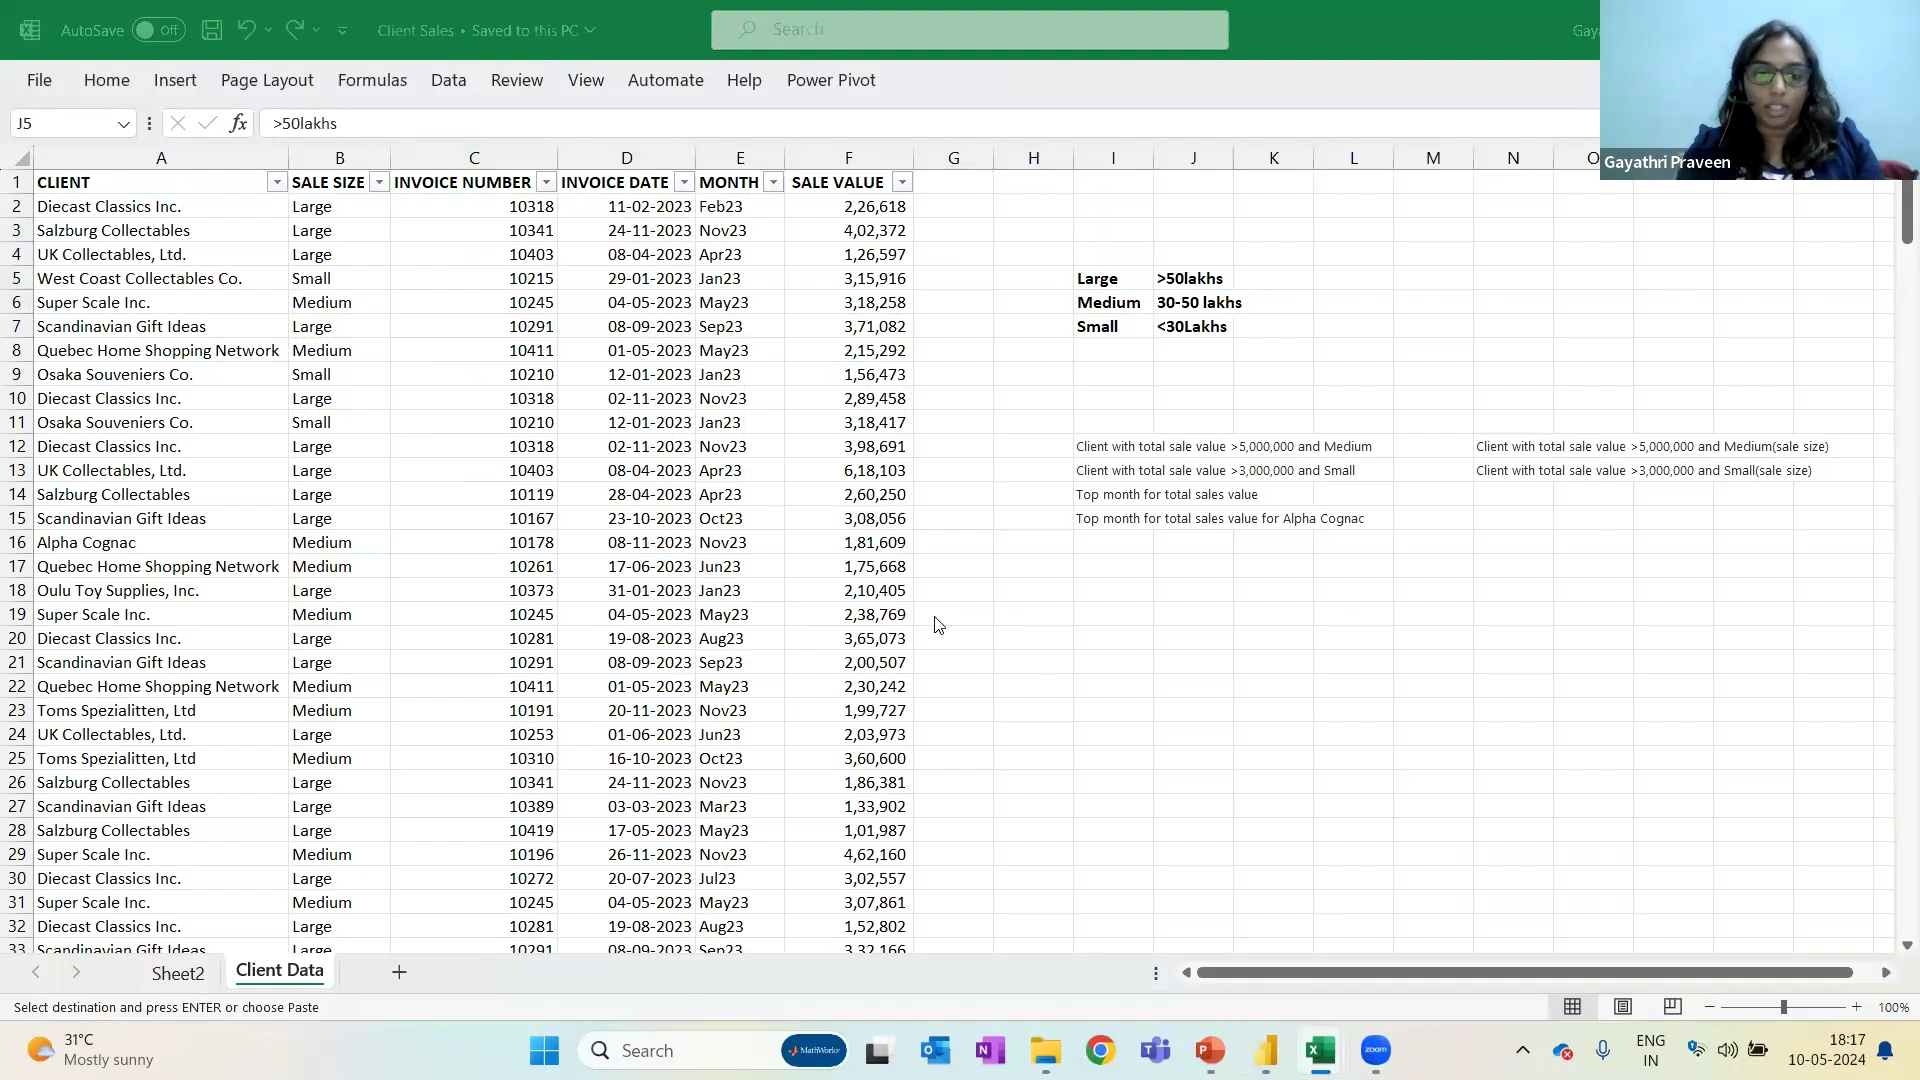 AutoSave Off Client Sales • Saved to this PC Search
File Home Insert Page Layout Formulas Data Review View Automate Help Power Pivot
Gayathri Praveen
J5 fx >50lakhs
A B C D E F G H I J K L M N O
1 CLIENT SALE SIZE INVOICE NUMBER INVOICE DATE MONTH SALE VALUE
2 Diecast Classics Inc. Large 10318 11-02-2023 Feb23 2,26,618
3 Salzburg Collectables Large 10341 24-11-2023 Nov23 4,02,372
4 UK Collectables, Ltd. Large 10403 08-04-2023 Apr23 1,26,597
5 West Coast Collectables Co. Small 10215 29-01-2023 Jan23 3,15,916 Large >50lakhs
6 Super Scale Inc. Medium 10245 04-05-2023 May23 3,18,258 Medium 30-50 lakhs
7 Scandinavian Gift Ideas Large 10291 08-09-2023 Sep23 3,71,082 Small <30Lakhs
8 Quebec Home Shopping Network Medium 10411 01-05-2023 May23 2,15,292
9 Osaka Souveniers Co. Small 10210 12-01-2023 Jan23 1,56,473
10 Diecast Classics Inc. Large 10318 02-11-2023 Nov23 2,89,458
11 Osaka Souveniers Co. Small 10210 12-01-2023 Jan23 3,18,417
12 Diecast Classics Inc. Large 10318 02-11-2023 Nov23 3,98,691 Client with total sale value >5,000,000 and Medium Client with total sale value >5,000,000 and Medium(sale size)
13 UK Collectables, Ltd. Large 10403 08-04-2023 Apr23 6,18,103 Client with total sale value >3,000,000 and Small Client with total sale value >3,000,000 and Small(sale size)
14 Salzburg Collectables Large 10119 28-04-2023 Apr23 2,60,250 Top month for total sales value
15 Scandinavian Gift Ideas Large 10167 23-10-2023 Oct23 3,08,056 Top month for total sales value for Alpha Cognac
16 Alpha Cognac Medium 10178 08-11-2023 Nov23 1,81,609
17 Quebec Home Shopping Network Medium 10261 17-06-2023 Jun23 1,75,668
18 Oulu Toy Supplies, Inc. Large 10373 31-01-2023 Jan23 2,10,405
19 Super Scale Inc. Medium 10245 04-05-2023 May23 2,38,769
20 Diecast Classics Inc. Large 10281 19-08-2023 Aug23 3,65,073
21 Scandinavian Gift Ideas Large 10291 08-09-2023 Sep23 2,00,507
22 Quebec Home Shopping Network Medium 10411 01-05-2023 May23 2,30,242
23 Toms Spezialitten, Ltd Medium 10191 20-11-2023 Nov23 1,99,727
24 UK Collectables, Ltd. Large 10253 01-06-2023 Jun23 2,03,973
25 Toms Spezialitten, Ltd Medium 10310 16-10-2023 Oct23 3,60,600
26 Salzburg Collectables Large 10341 24-11-2023 Nov23 1,86,381
27 Scandinavian Gift Ideas Large 10389 03-03-2023 Mar23 1,33,902
28 Salzburg Collectables Large 10419 17-05-2023 May23 1,01,987
29 Super Scale Inc. Medium 10196 26-11-2023 Nov23 4,62,160
30 Diecast Classics Inc. Large 10272 20-07-2023 Jul23 3,02,557
31 Super Scale Inc. Medium 10245 04-05-2023 May23 3,07,861
32 Diecast Classics Inc. Large 10281 19-08-2023 Aug23 1,52,802
33 Scandinavian Gift Ideas Large 10291 08-09-2023 Sep23 3,32,166
Sheet2 Client Data
Select destination and press ENTER or choose Paste 100%
31°C
Mostly sunny
Search MathWorks zoom
ENG
IN
18:17
10-05-2024